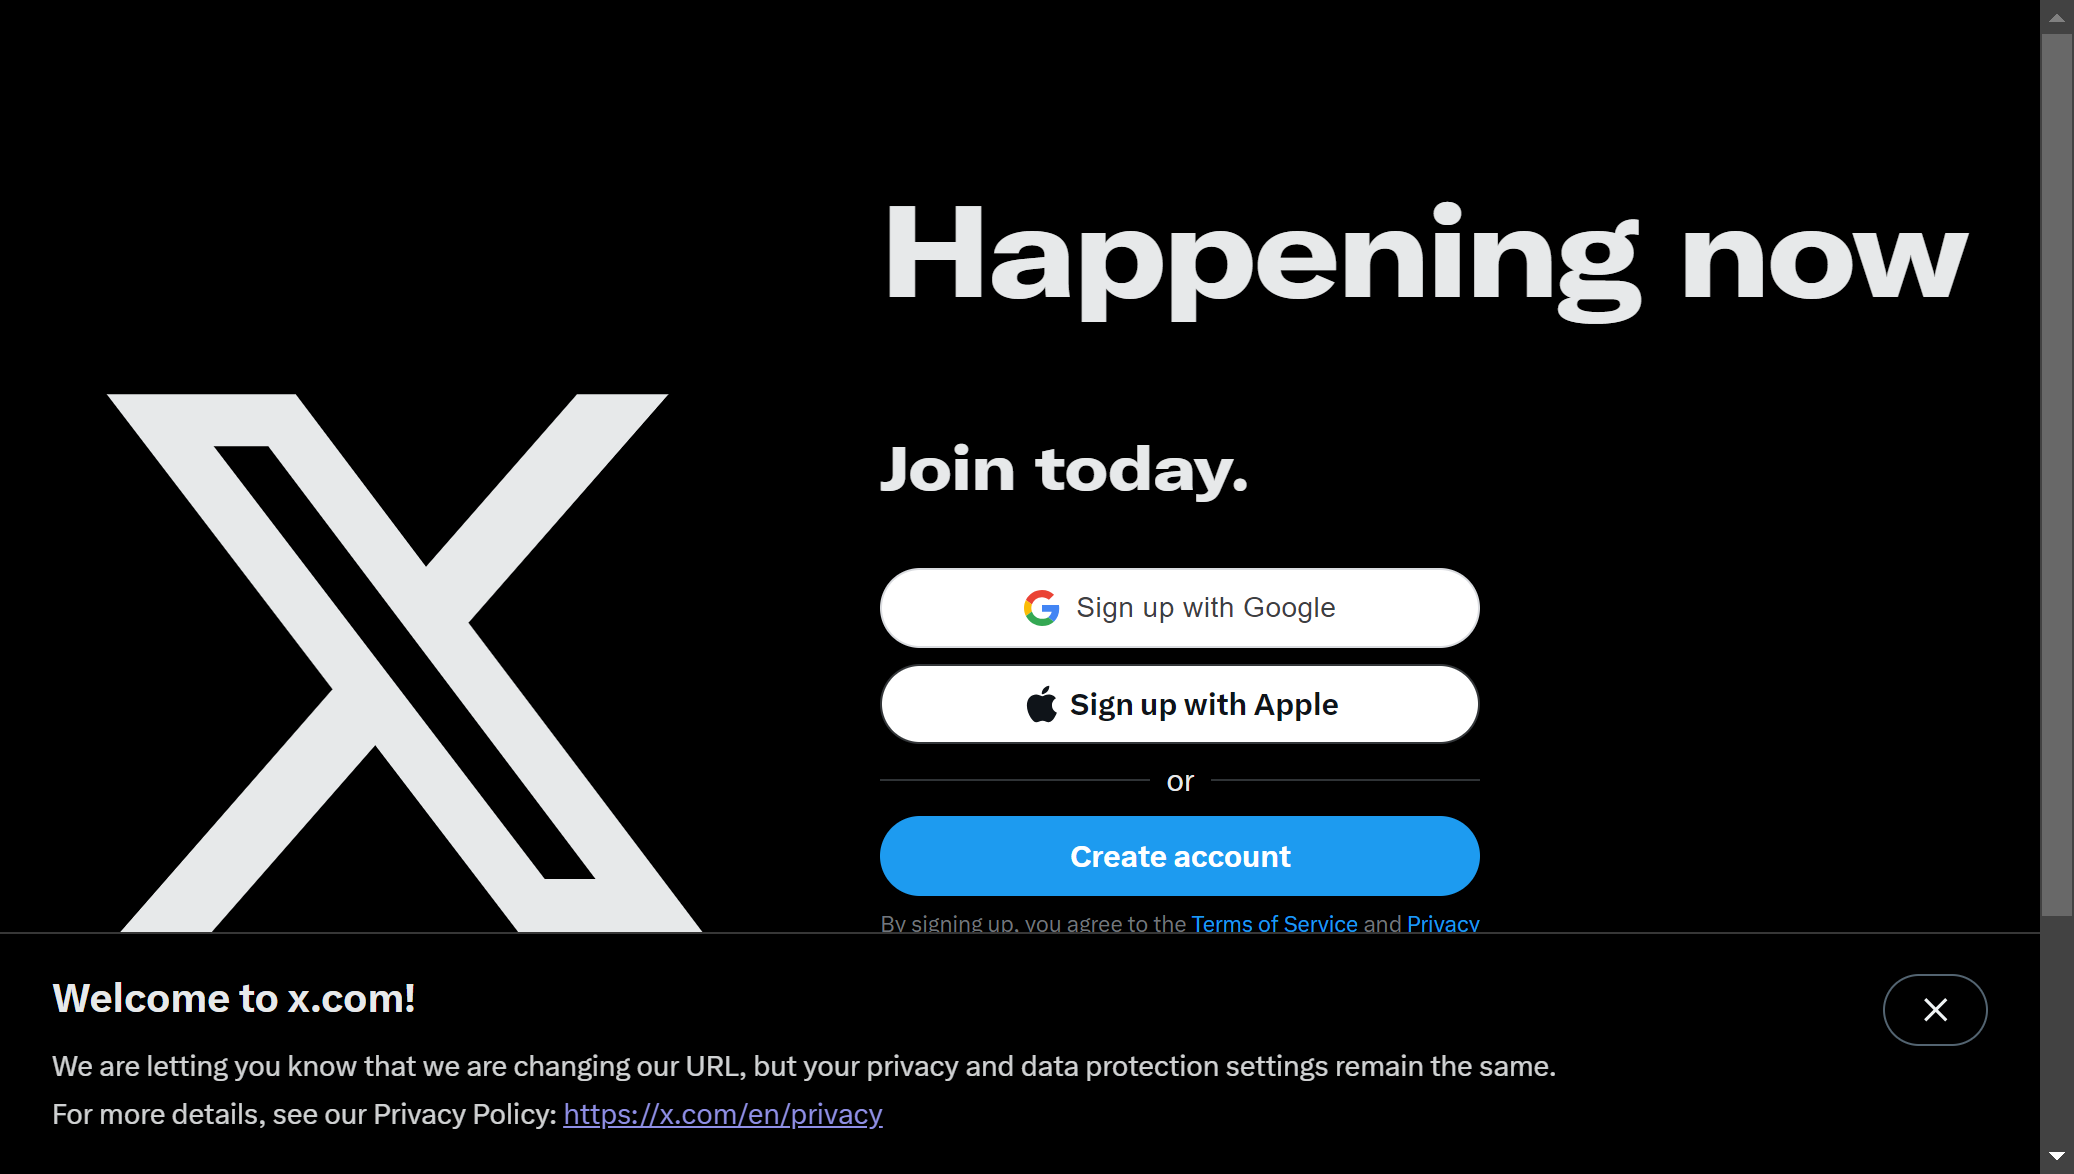 Happening now
Join today.
Sign up with Google
Sign up with Apple
or
Create account
By signing up, you agree to the Terms of Service and Privacy
Welcome to x.com!
We are letting you know that we are changing our URL, but your privacy and data protection settings remain the same.
For more details, see our Privacy Policy: https://x.com/en/privacy